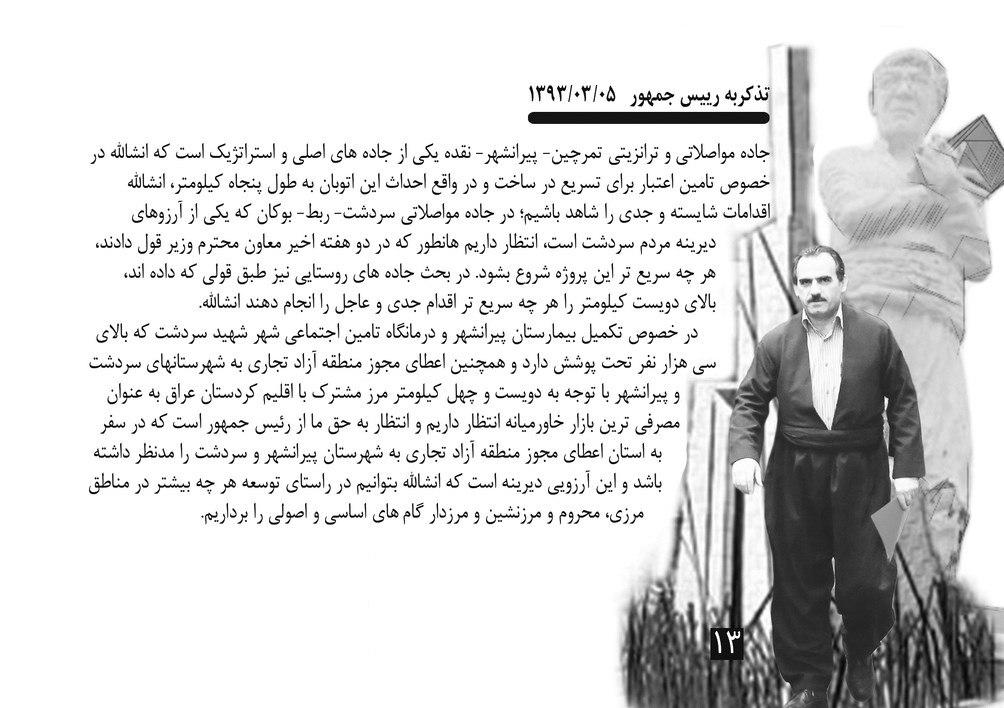 تذکربه رییس جمهور ۱۳۹۳/۰۳/۰۵
جاده مواصلاتی و ترانزیتی تمرچین- پیرانشهر- نقده یکی از جاده های اصلی و استراتژیک است که انشالله در
خصوص تامین اعتبار برای تسریع در ساخت و در واقع احداث این اتوبان به طول پنجاه کیلومتر، انشالله
اقدامات شایسته و جدی را شاهد باشیم؛ در جاده مواصلاتی سردشت- ربط- بوکان که یکی از آرزوهای
دیرینه مردم سردشت است، انتظار داریم هانطور که در دو هفته اخیر معاون محترم وزیر قول دادند،
هر چه سریع تر این پروژه شروع بشود. در بحث جاده های روستایی نیز طبق قولی که داده اند،
بالای دویست کیلومتر را هر چه سریع تر اقدام جدی و عاجل را انجام دهند انشالله.
در خصوص تکمیل بیمارستان پیرانشهر و درمانگاه تامین اجتماعی شهر شهید سردشت که بالای
سی هزار نفر تحت پوشش دارد و همچنین اعطای مجوز منطقه آزاد تجاری به شهرستانهای سردشت
و پیرانشهر با توجه به دویست و چهل کیلومتر مرز مشترک با اقلیم کردستان عراق به عنوان
مصرفی ترین بازار خاورمیانه انتظار داریم و انتظار به حق ما از رئیس جمهور است که در سفر
به استان اعطای مجوز منطقه آزاد تجاری به شهرستان پیرانشهر و سردشت را مدنظر داشته
باشد و این آرزویی دیرینه است که انشالله بتوانیم در راستای توسعه هر چه بیشتر در مناطق
مرزی، محروم و مرزنشین و مرزدار گام های اساسی و اصولی را برداریم.
۱۳